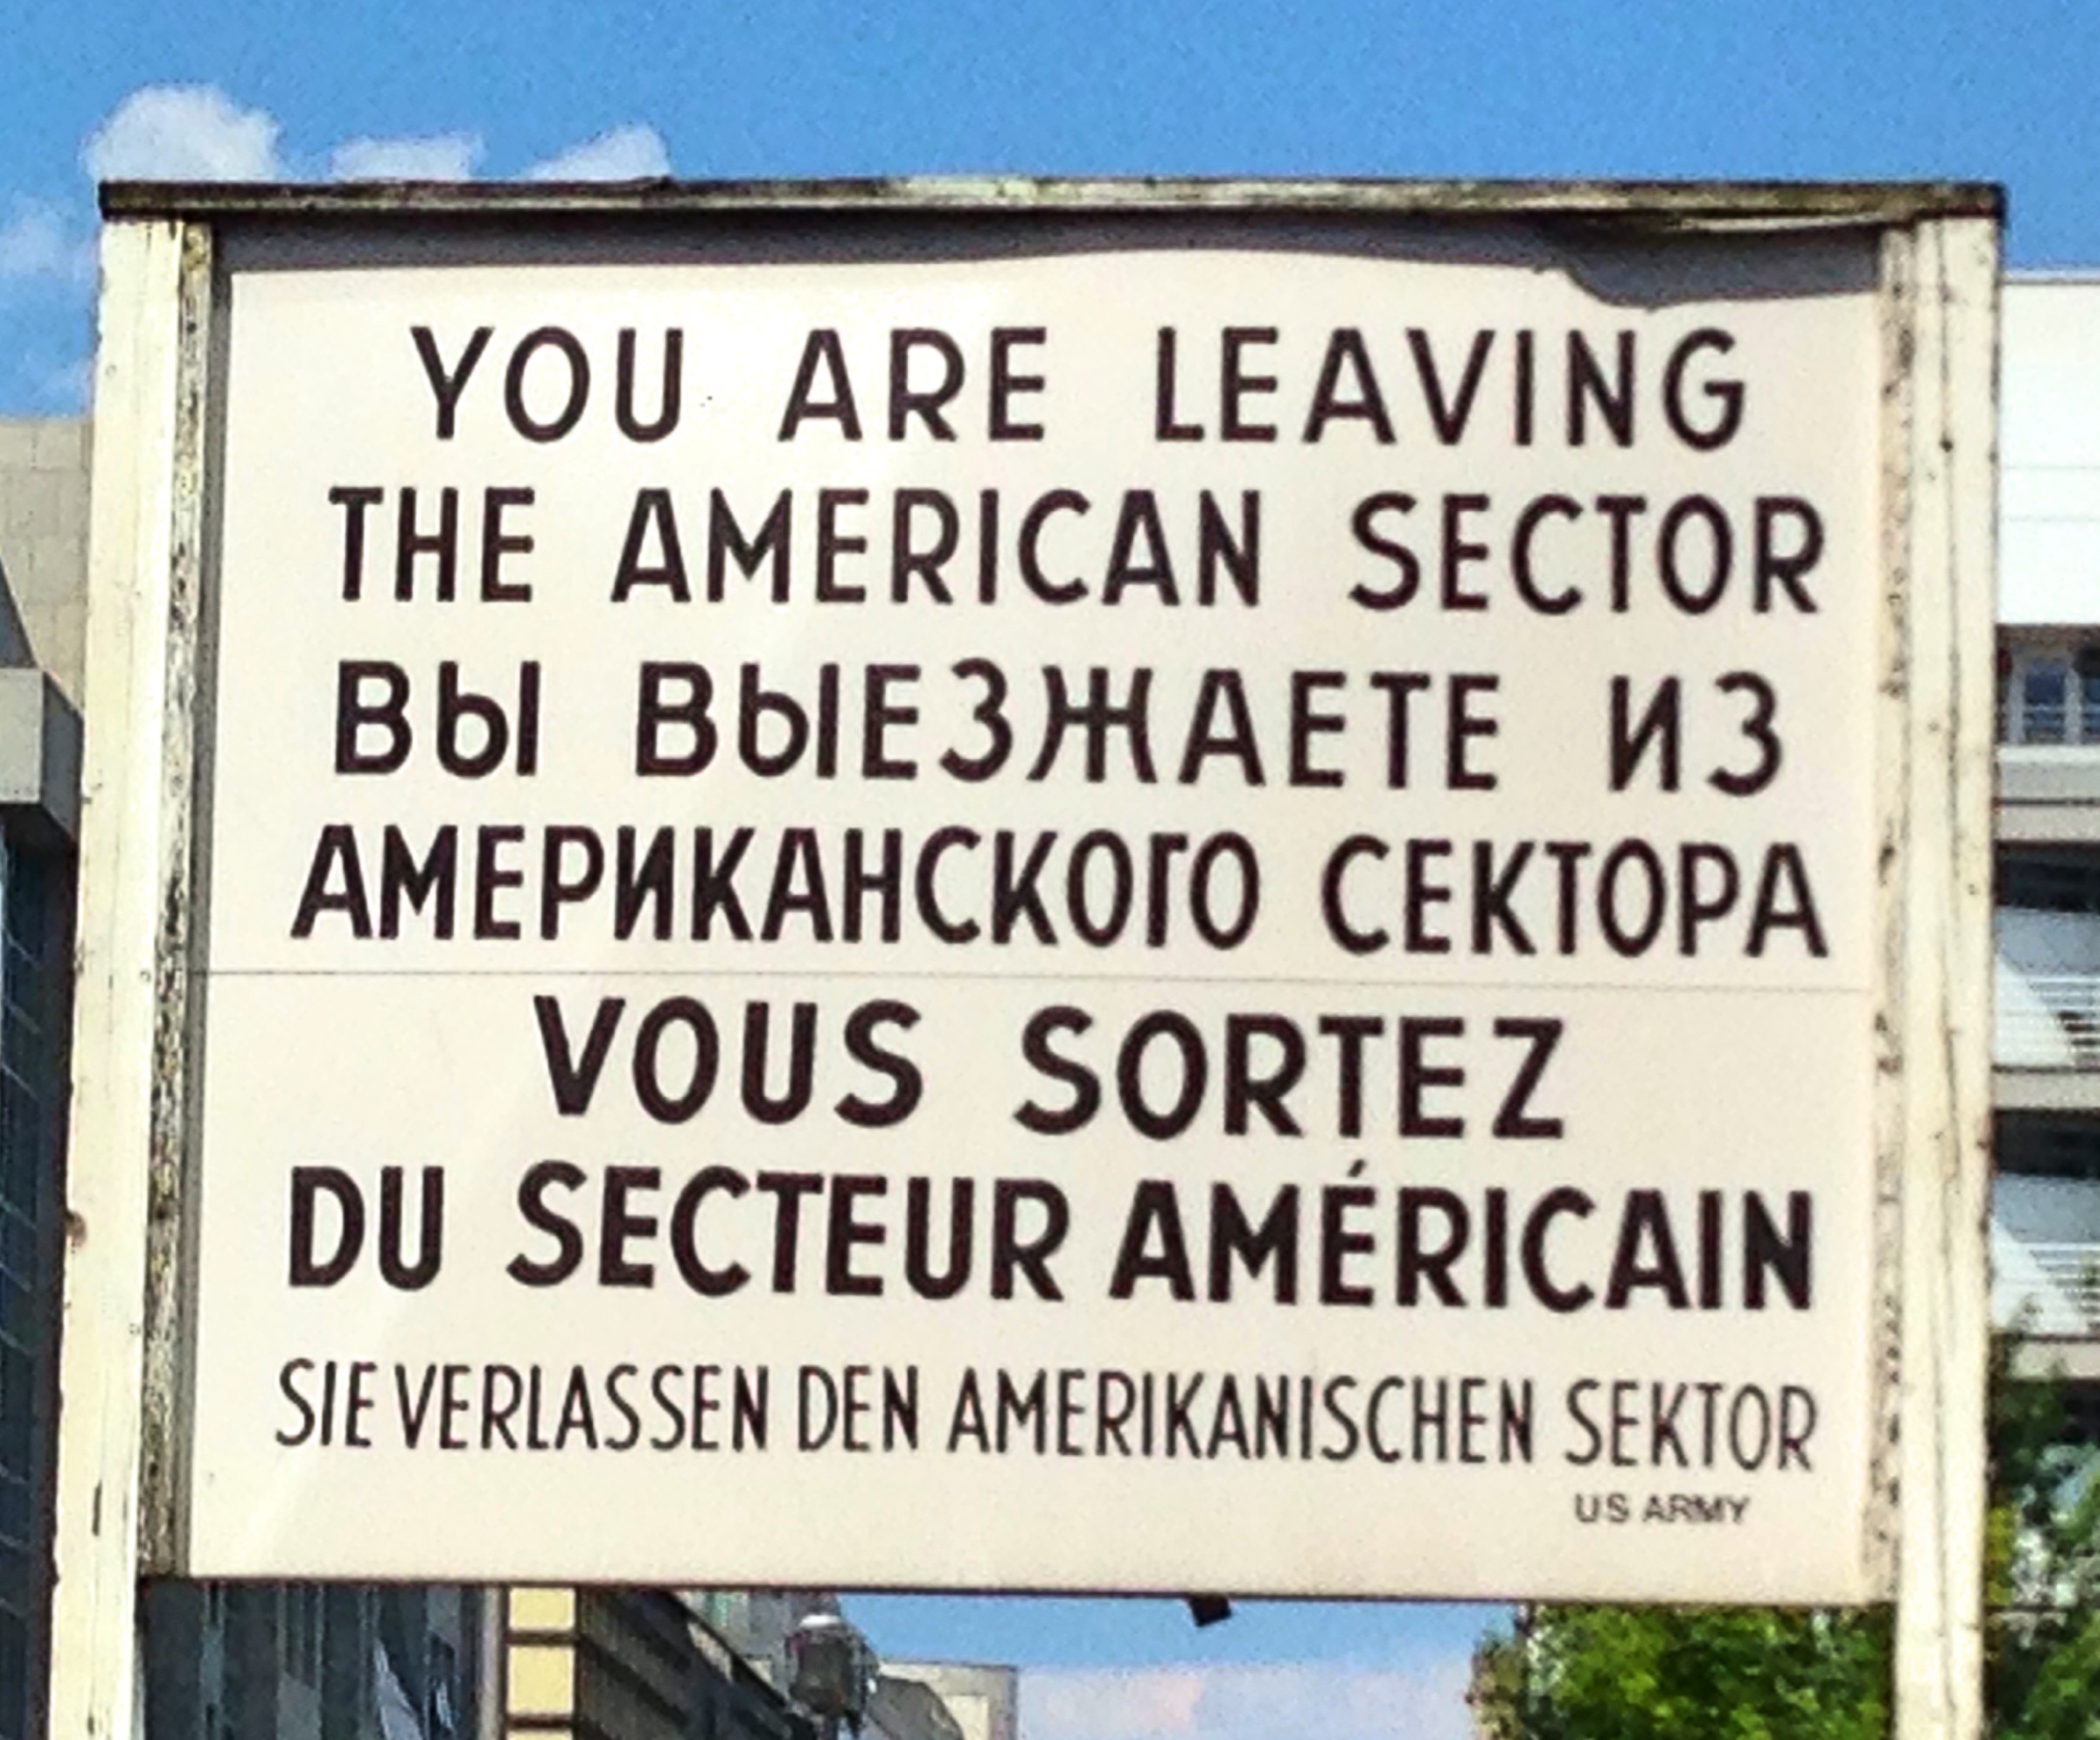 YOU ARE LEAVING
THE AMERICAN SECTOR
ВЫ ВЫЕЗЖАЕТЕ ИЗ
АМЕРИКАНСКОГО СЕКТОРА
VOUS SORTEZ
DU SECTEUR AMÉRICAIN
SIE VERLASSEN DEN AMERIKANISCHEN SEKTOR
US ARMY